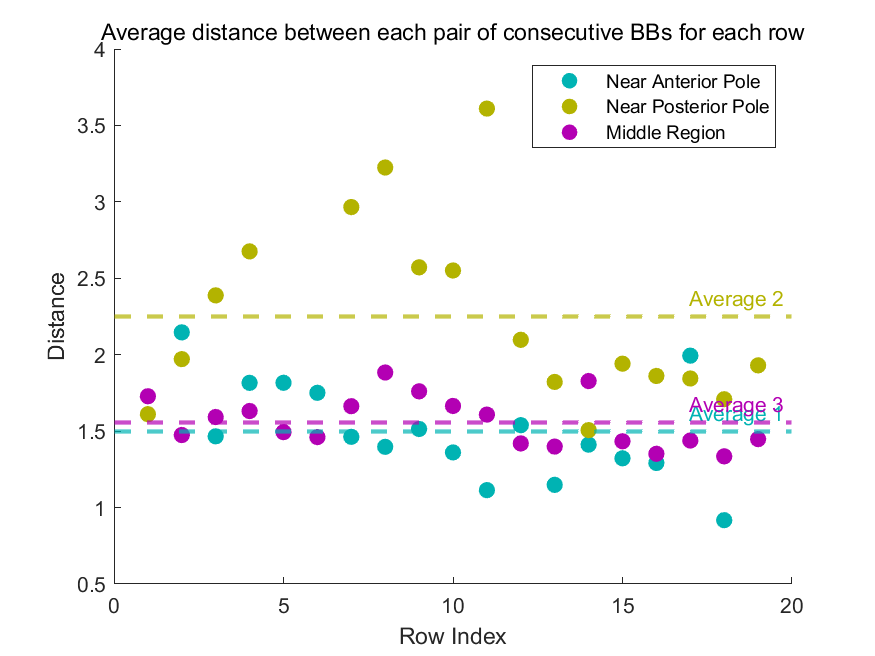 Average distance between each pair of consecutive BBs for each row
4
3.5
3
2.5
2
1.5
1
0.5
Distance
Near Anterior Pole
Near Posterior Pole
Middle Region
Average 2
Average 3
Average 1
0
5
10
15
20
Row Index